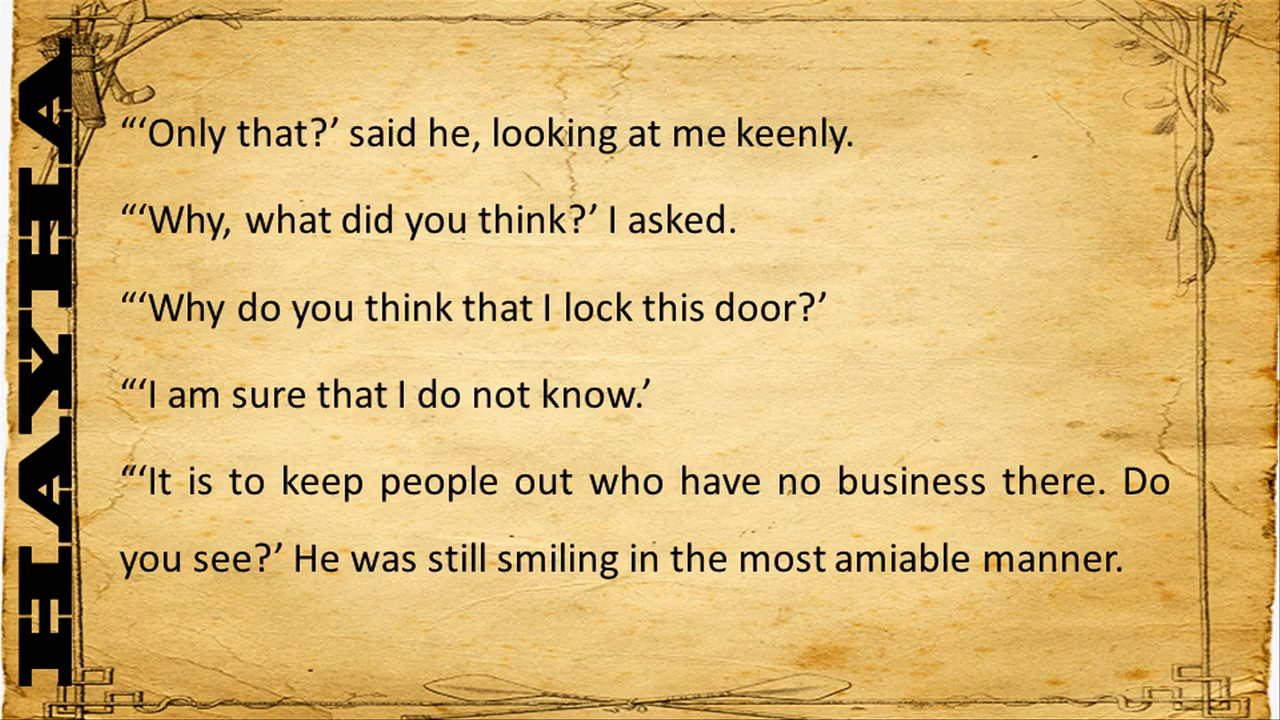 “‘Only that?’ said he, looking at me keenly.
“‘Why, what did you think?’ I asked.
“‘Why do you think that I lock this door?’
“‘I am sure that I do not know.’
“‘It is to keep people out who have no business there. Do
you see?’ He was still smiling in the most amiable manner.